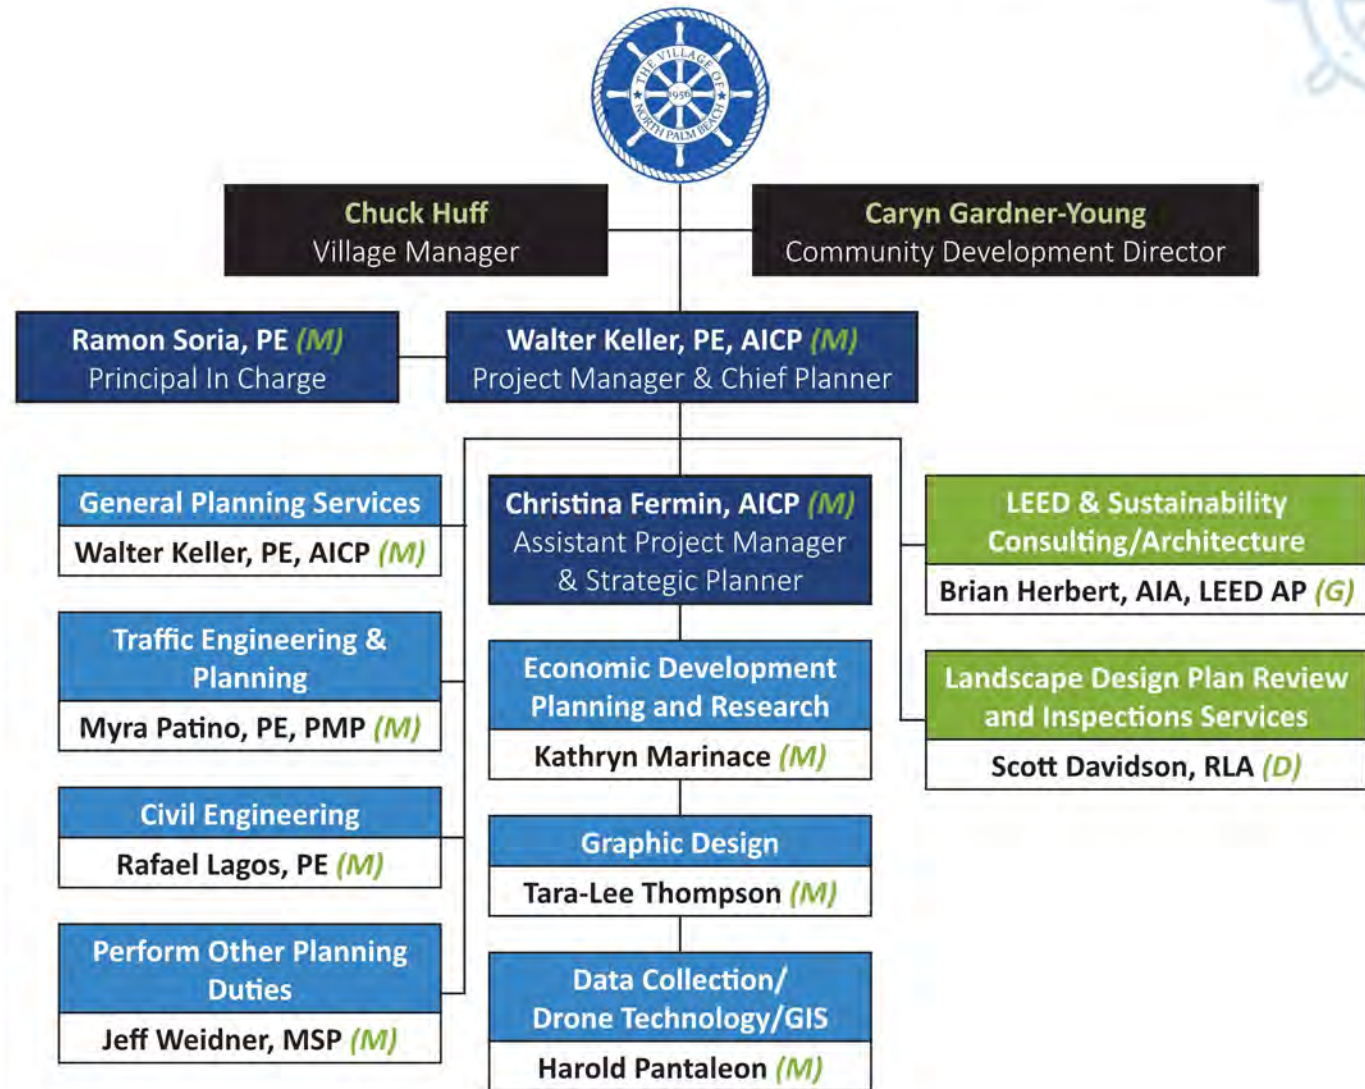 THE VILLAGE OF
1956
NORTH PALM BEACH
Chuck Huff
Village Manager
Caryn Gardner-Young
Community Development Director
Ramon Soria, PE (M)
Principal In Charge
Walter Keller, PE, AICP (M)
Project Manager & Chief Planner
General Planning Services
Walter Keller, PE, AICP (M)
Traffic Engineering &
Planning
Myra Patino, PE, PMP (M)
Civil Engineering
Rafael Lagos, PE (M)
Perform Other Planning
Duties
Jeff Weidner, MSP (M)
Christina Fermin, AICP (M)
Assistant Project Manager
& Strategic Planner
Economic Development
Planning and Research
Kathryn Marinace (M)
Graphic Design
Tara-Lee Thompson (M)
Data Collection/
Drone Technology/GIS
Harold Pantaleon (M)
LEED & Sustainability
Consulting/Architecture
Brian Herbert, AIA, LEED AP (G)
Landscape Design Plan Review
and Inspections Services
Scott Davidson, RLA (D)